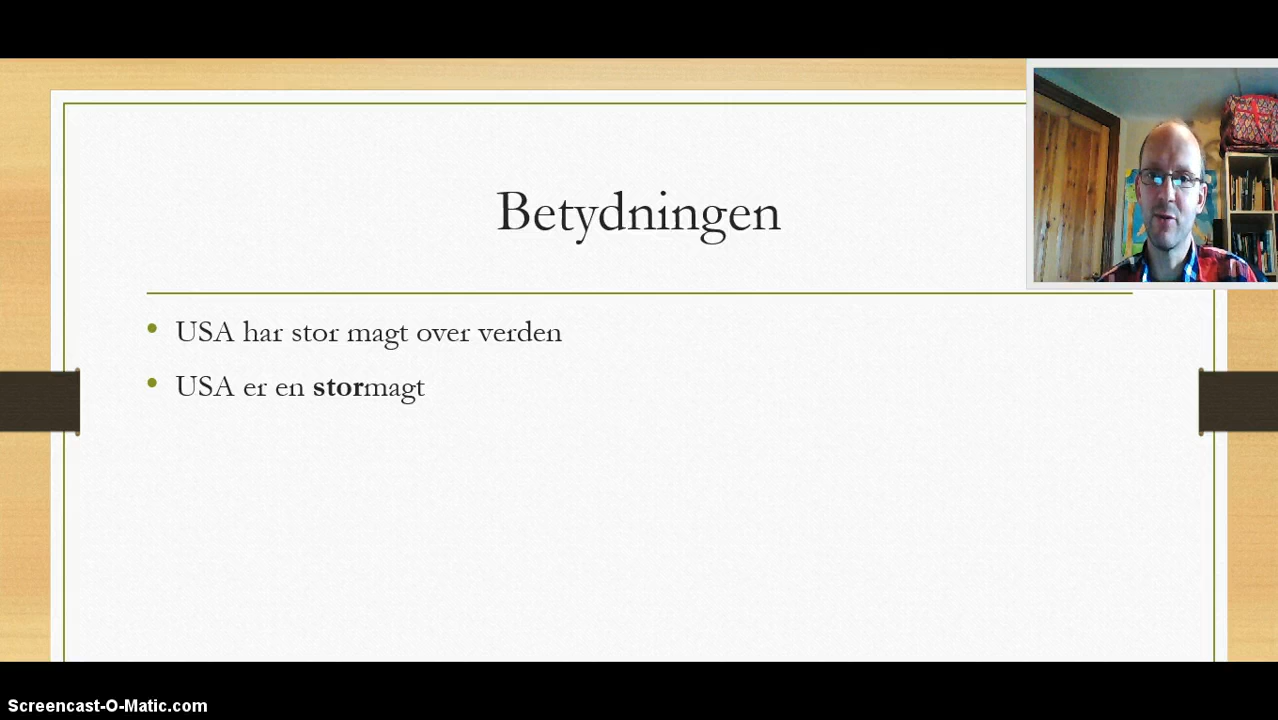 Betydningen
USA har stor magt over verden
USA er en stormagt
Screencast-O-Matic.com